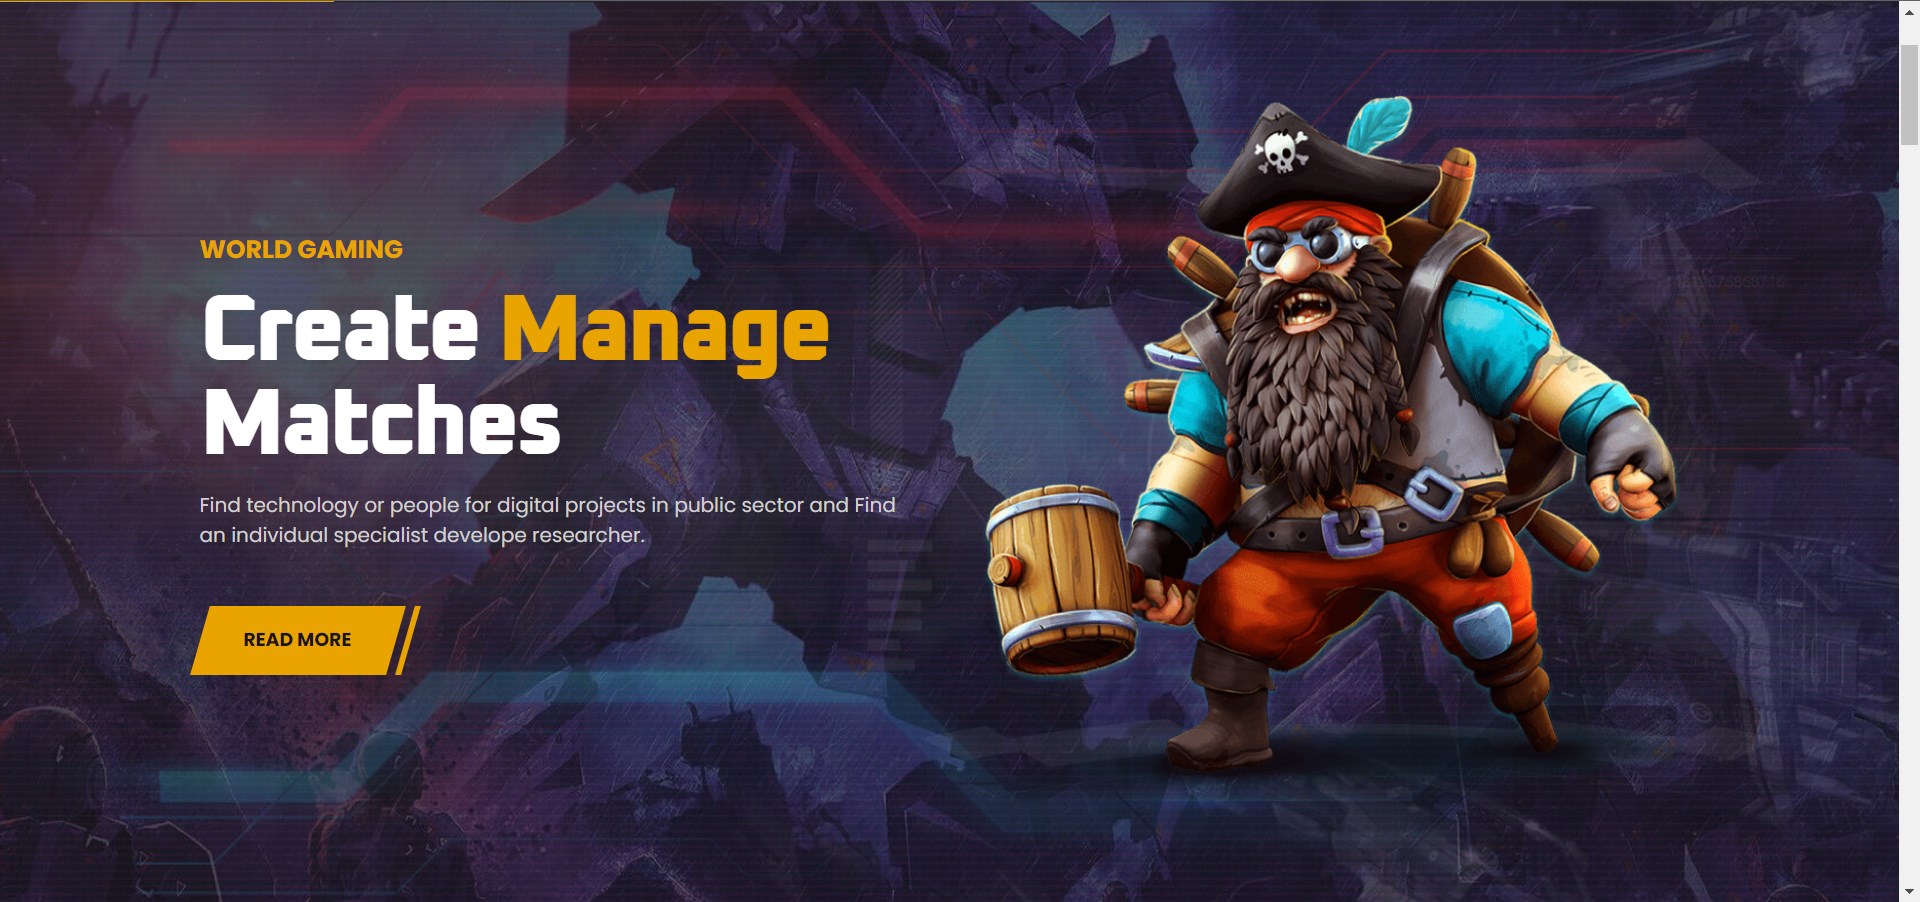 WORLD GAMING
Create Manage
Matches
Find technology or people for digital projects in public sector and Find
an individual specialist develope researcher.
READ MORE